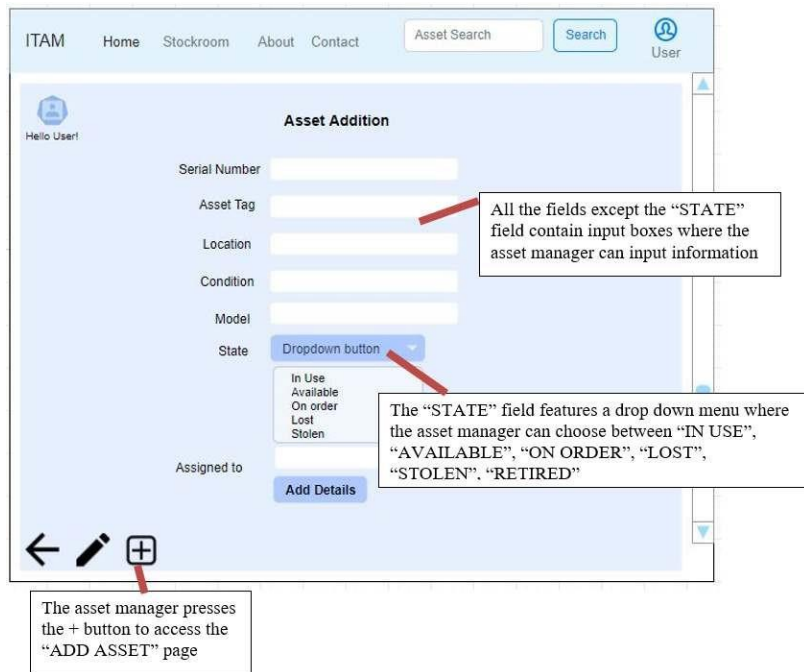 ITAM Home Stockroom About Contact Asset Search Search
User
Hello User!
Asset Addition
Serial Number
Asset Tag
All the fields except the “STATE”
field contain input boxes where the
asset manager can input information
Location
Condition
Model
State Dropdown button
In Use
Available
On order
Lost
Stolen
The “STATE” field features a drop down menu where
the asset manager can choose between “IN USE”,
“AVAILABLE”, “ON ORDER”, “LOST”,
“STOLEN”, “RETIRED”
Assigned to
Add Details
The asset manager presses
the + button to access the
“ADD ASSET” page